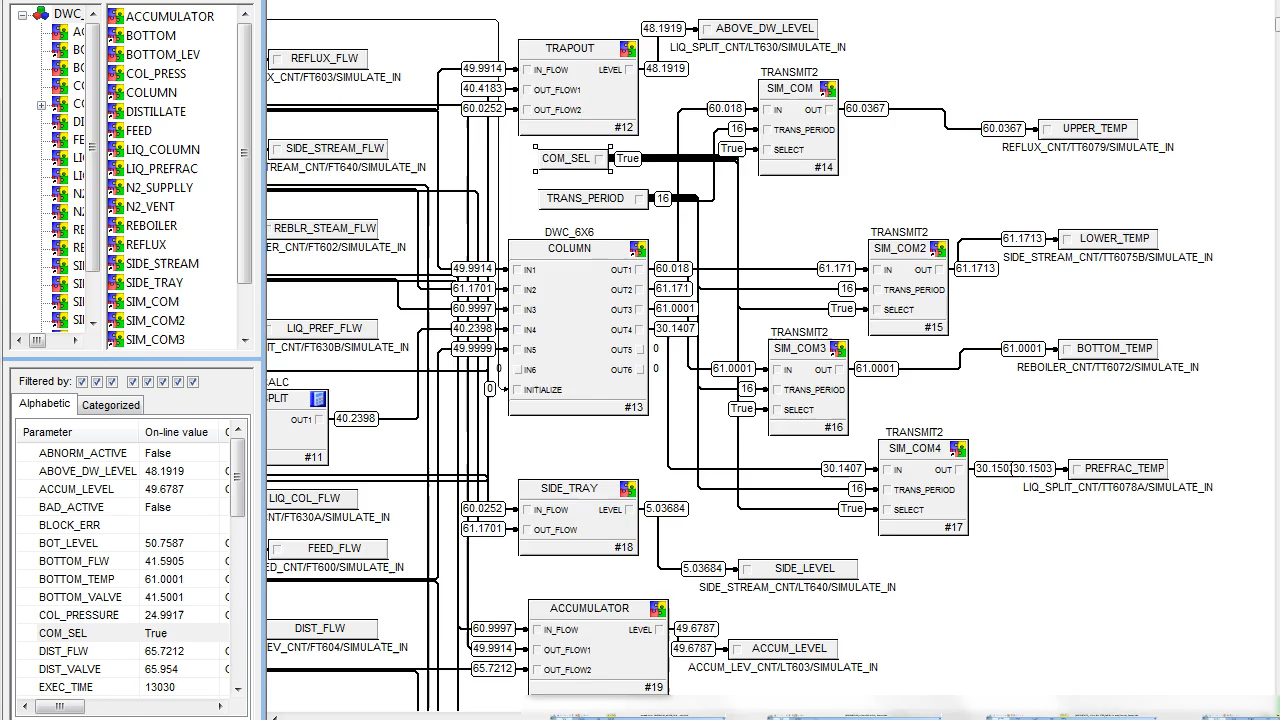 DWC_
ACCUMULATOR
BOTTOM
BOTTOM_LEV
COL_PRESS
COLUMN
DISTILLATE
FEED
LIQ_COLUMN
LIQ_PREFRAC
N2_SUPPLLY
N2_VENT
REBOILER
REFLUX
SIDE_STREAM
SIDE_TRAY
SIM_COM
SIM_COM2
SIM_COM3
Filtered by:
Alphabetic
Categorized
Parameter On-line value
ABNORM_ACTIVE False
ABOVE_DW_LEVEL 48.1919
ACCUM_LEVEL 49.6787
BAD_ACTIVE False
BLOCK_ERR
BOT_LEVEL 50.7587
BOTTOM_FLW 41.5905
BOTTOM_TEMP 61.0001
BOTTOM_VALVE 41.5001
COL_PRESSURE 24.9917
COM_SEL True
DIST_FLW 65.7212
DIST_VALVE 65.954
EXEC_TIME 13030
REFLUX_FLW
X_CNT/FT603/SIMULATE_IN
SIDE_STREAM_FLW
TREAM_CNT/FT640/SIMULATE_IN
REBLR_STEAM_FLW
ER_CNT/FT602/SIMULATE_IN
LIQ_PREF_FLW
IT_CNT/FT630B/SIMULATE_IN
ALC
PLIT
OUT1
40.2398
#11
LIQ_COL_FLW
CNT/FT630A/SIMULATE_IN
FEED_FLW
ED_CNT/FT600/SIMULATE_IN
DIST_FLW
EV_CNT/FT604/SIMULATE_IN
TRAPOUT
49.9914 IN_FLOW LEVEL 48.1919
40.4183 OUT_FLOW1
60.0252 OUT_FLOW2
#12
48.1919 ABOVE_DW_LEVEL
LIQ_SPLIT_CNT/LT630/SIMULATE_IN
COM_SEL True
TRANS_PERIOD 16
TRANSMIT2
SIM_COM
60.018 IN OUT 60.0367
16 TRANS_PERIOD
True SELECT
#14
60.0367 UPPER_TEMP
REFLUX_CNT/TT6079/SIMULATE_IN
DWC_6X6
COLUMN
49.9914 IN1 OUT1 60.018
61.1701 IN2 OUT2 61.171
60.9997 IN3 OUT3 61.0001
40.2398 IN4 OUT4 30.1407
49.9999 IN5 OUT5 0
0 IN6 OUT6 0
0 INITIALIZE
#13
TRANSMIT2
SIM_COM2
61.171 IN OUT 61.1713
16 TRANS_PERIOD
True SELECT
#15
61.1713 LOWER_TEMP
SIDE_STREAM_CNT/TT6075B/SIMULATE_IN
TRANSMIT2
SIM_COM3
61.0001 IN OUT 61.0001
16 TRANS_PERIOD
True SELECT
#16
61.0001 BOTTOM_TEMP
REBOILER_CNT/TT6072/SIMULATE_IN
TRANSMIT2
SIM_COM4
30.1407 IN OUT 30.1503 PREFRAC_TEMP
16 TRANS_PERIOD
True SELECT
#17
LIQ_SPLIT_CNT/TT6078A/SIMULATE_IN
SIDE_TRAY
60.0252 IN_FLOW LEVEL 5.03684
61.1701 OUT_FLOW
#18
5.03684 SIDE_LEVEL
SIDE_STREAM_CNT/LT640/SIMULATE_IN
ACCUMULATOR
60.9997 IN_FLOW LEVEL 49.6787
49.9914 OUT_FLOW1
65.7212 OUT_FLOW2
#19
49.6787 ACCUM_LEVEL
ACCUM_LEV_CNT/LT603/SIMULATE_IN